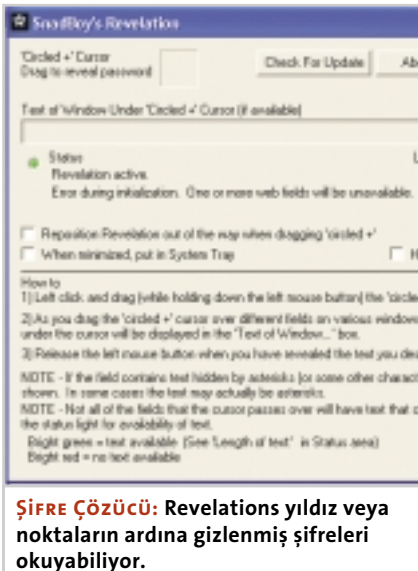 SnadBoy's Revelation
'Circled +' Cursor
Drag to reveal password
Check For Update
Abo
Text of Window Under 'Circled +' Cursor (if available)
Status
Revelation active.
Error during initialization. One or more web fields will be unavailable.
L
Reposition Revelation out of the way when dragging 'circled +'
When minimized, put in System Tray
H
How to
1) Left click and drag (while holding down the left mouse button) the 'circle
2) As you drag the 'circled +' cursor over different fields on various windows
under the cursor will be displayed in the 'Text of Window...' box.
3) Release the left mouse button when you have revealed the text you des
NOTE - If the field contains text hidden by asterisks (or some other charact
shown. In some cases the text may actually be asterisks.
NOTE - Not all of the fields that the cursor passes over will have text that c
the status light for availability of text.
Bright green = text available (See 'Length of text' in Status area)
Bright red = no text available
ŞİFRE ÇÖZÜCÜ: Revelations yıldız veya
noktaların ardına gizlenmiş şifreleri
okuyabiliyor.